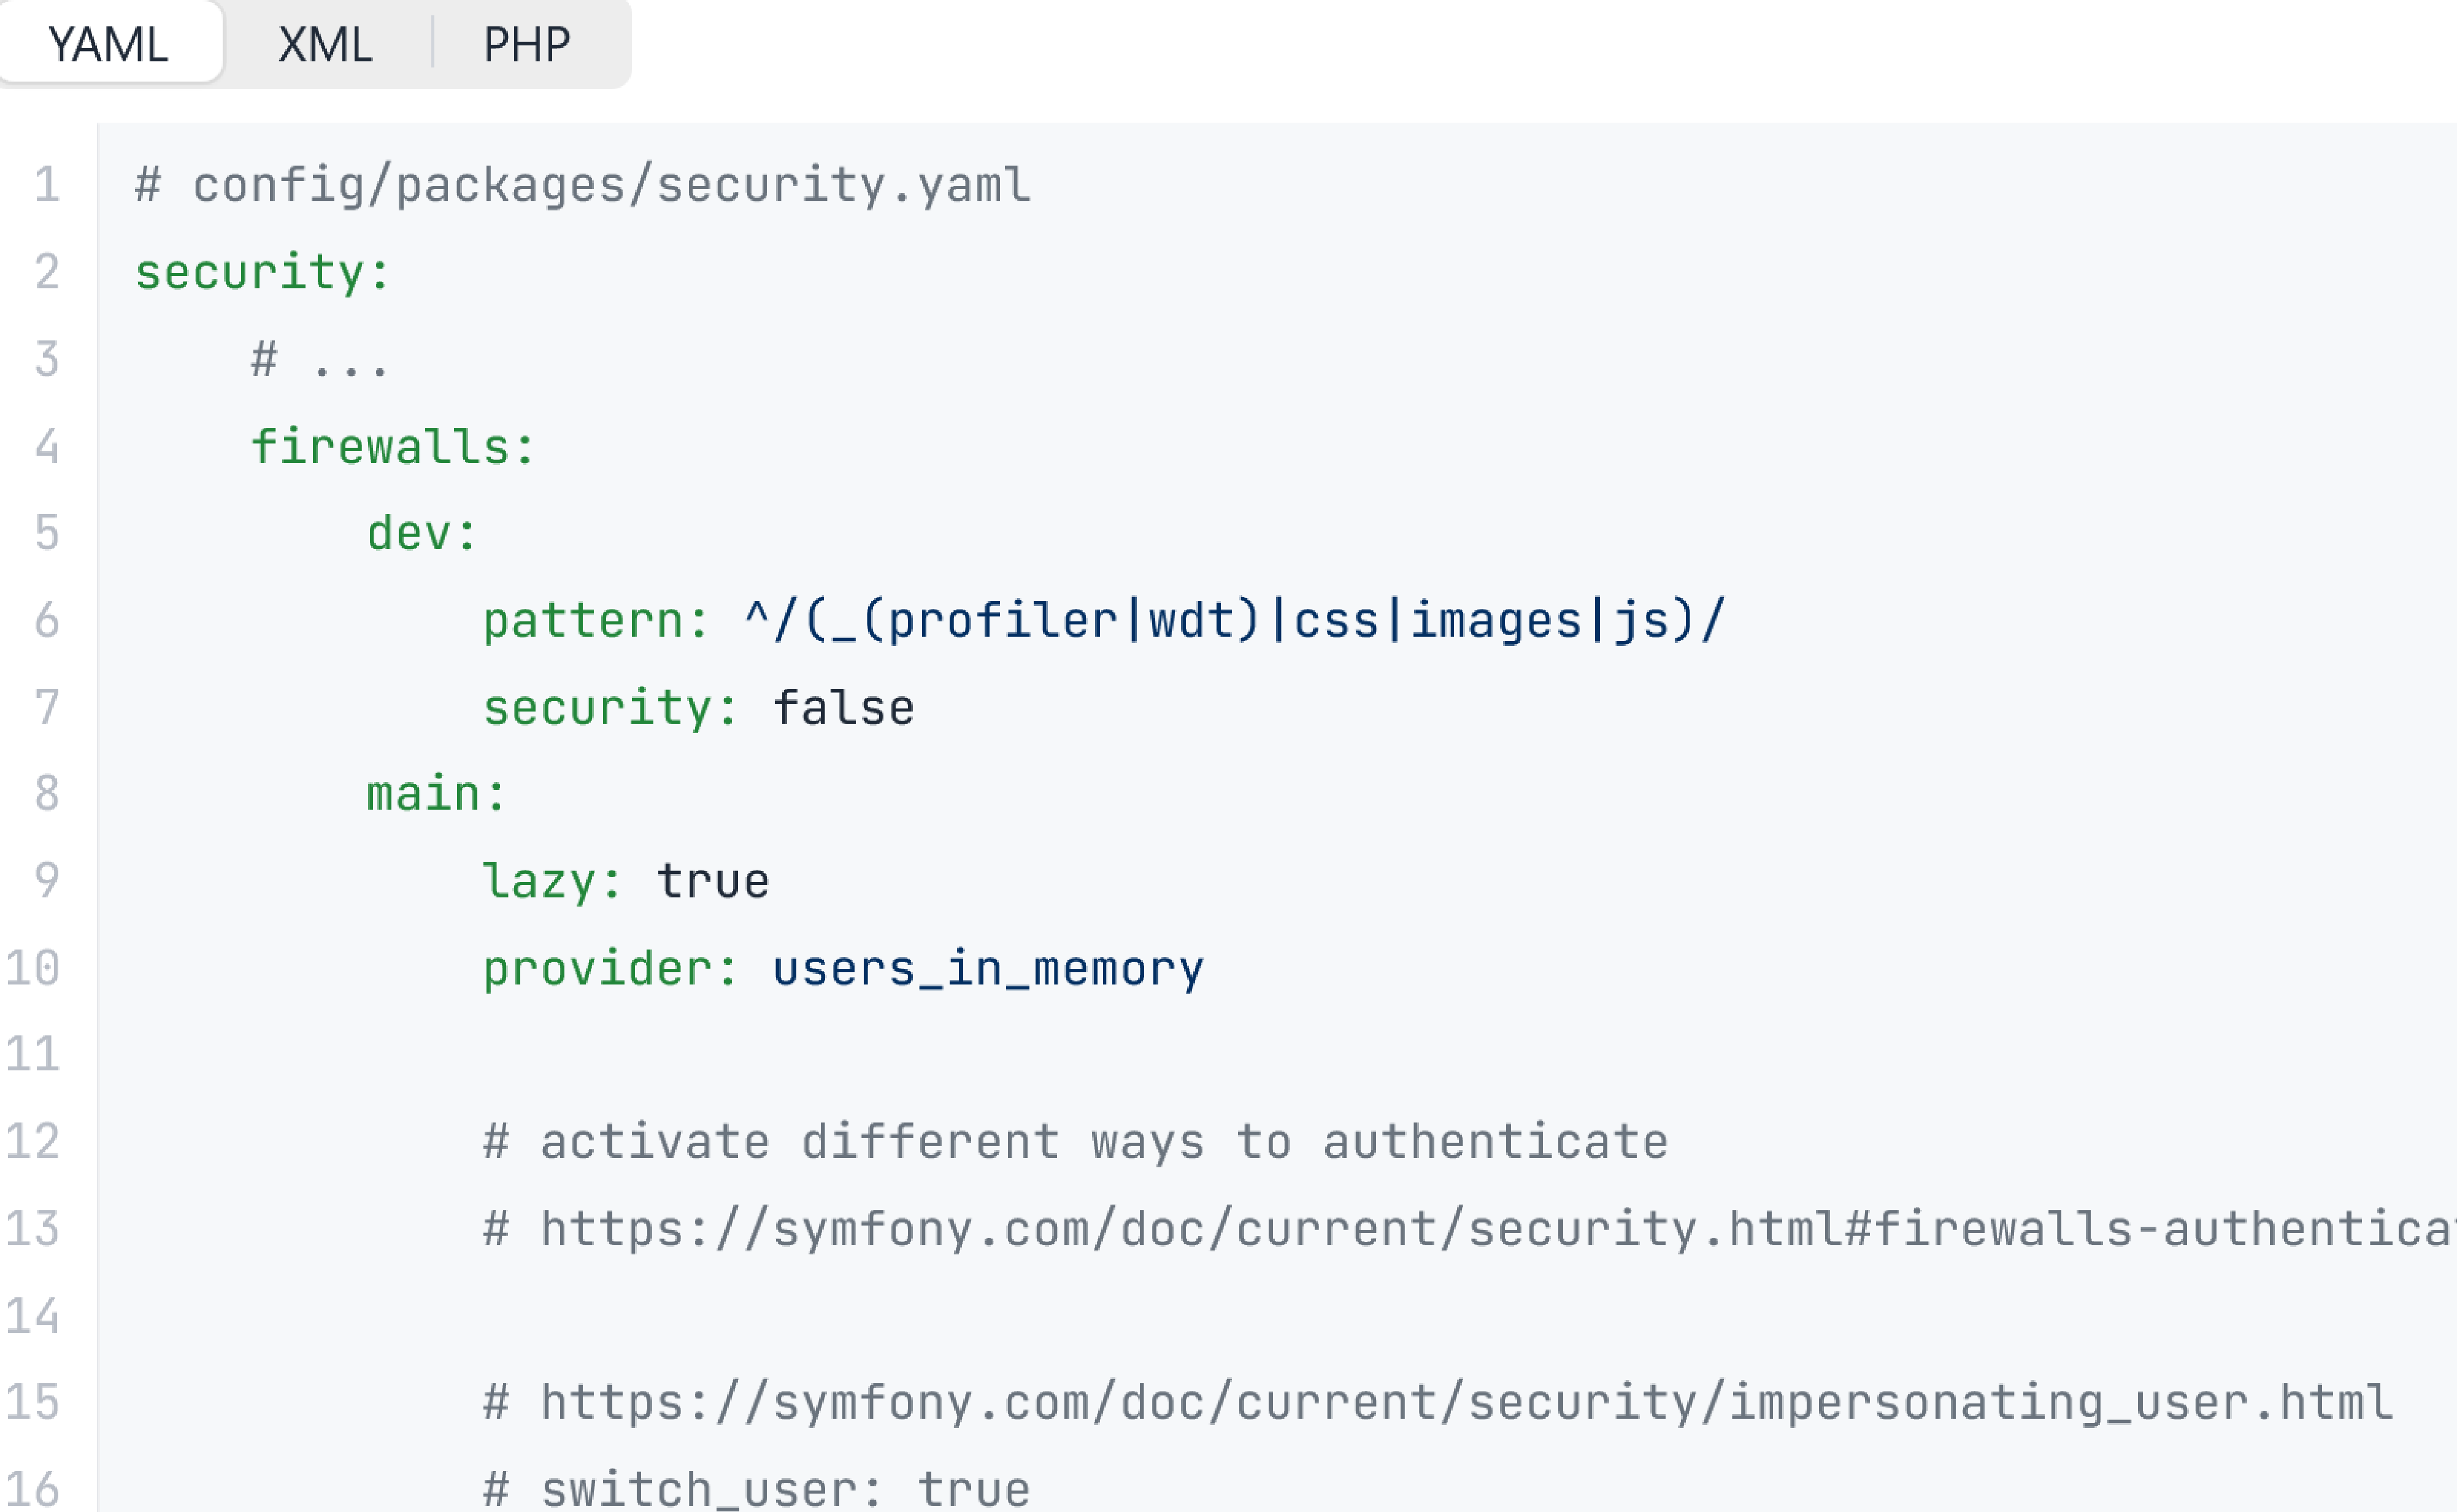 YAML XML PHP
1 # config/packages/security.yaml
2 security:
3     # ...
4     firewalls:
5         dev:
6             pattern: ^/(_(profiler|wdt)|css|images|js)/
7             security: false
8         main:
9             lazy: true
10             provider: users_in_memory
11
12             # activate different ways to authenticate
13             # https://symfony.com/doc/current/security.html#firewalls-authentica
14
15             # https://symfony.com/doc/current/security/impersonating_user.html
16             # switch_user: true